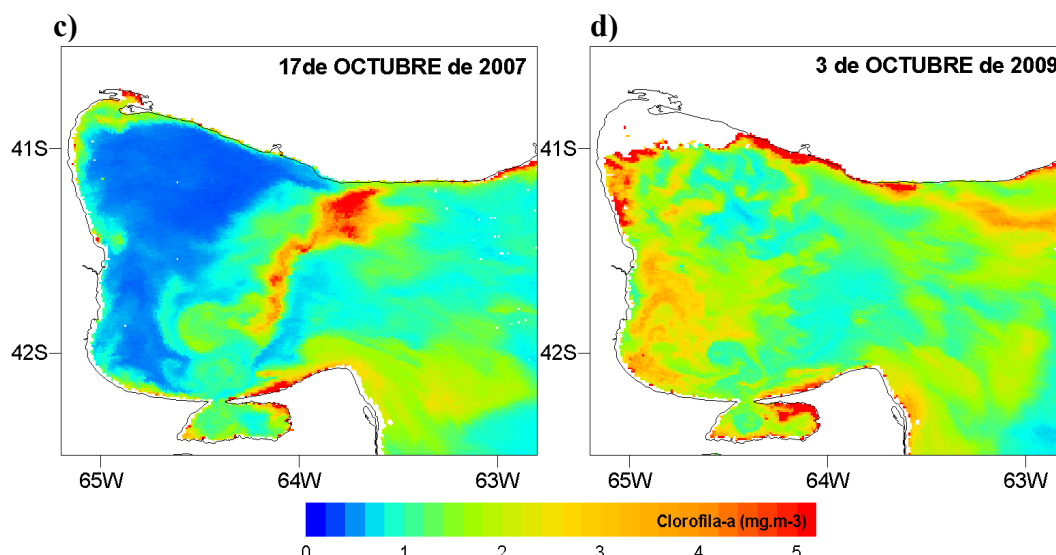 c)
d)
17de OCTUBRE de 2007
3 de OCTUBRE de 2009
41S
42S
65W 64W 63W
41S
42S
65W 64W 63W
Clorofila-a (mg.m-3)
0 1 2 3 4 5